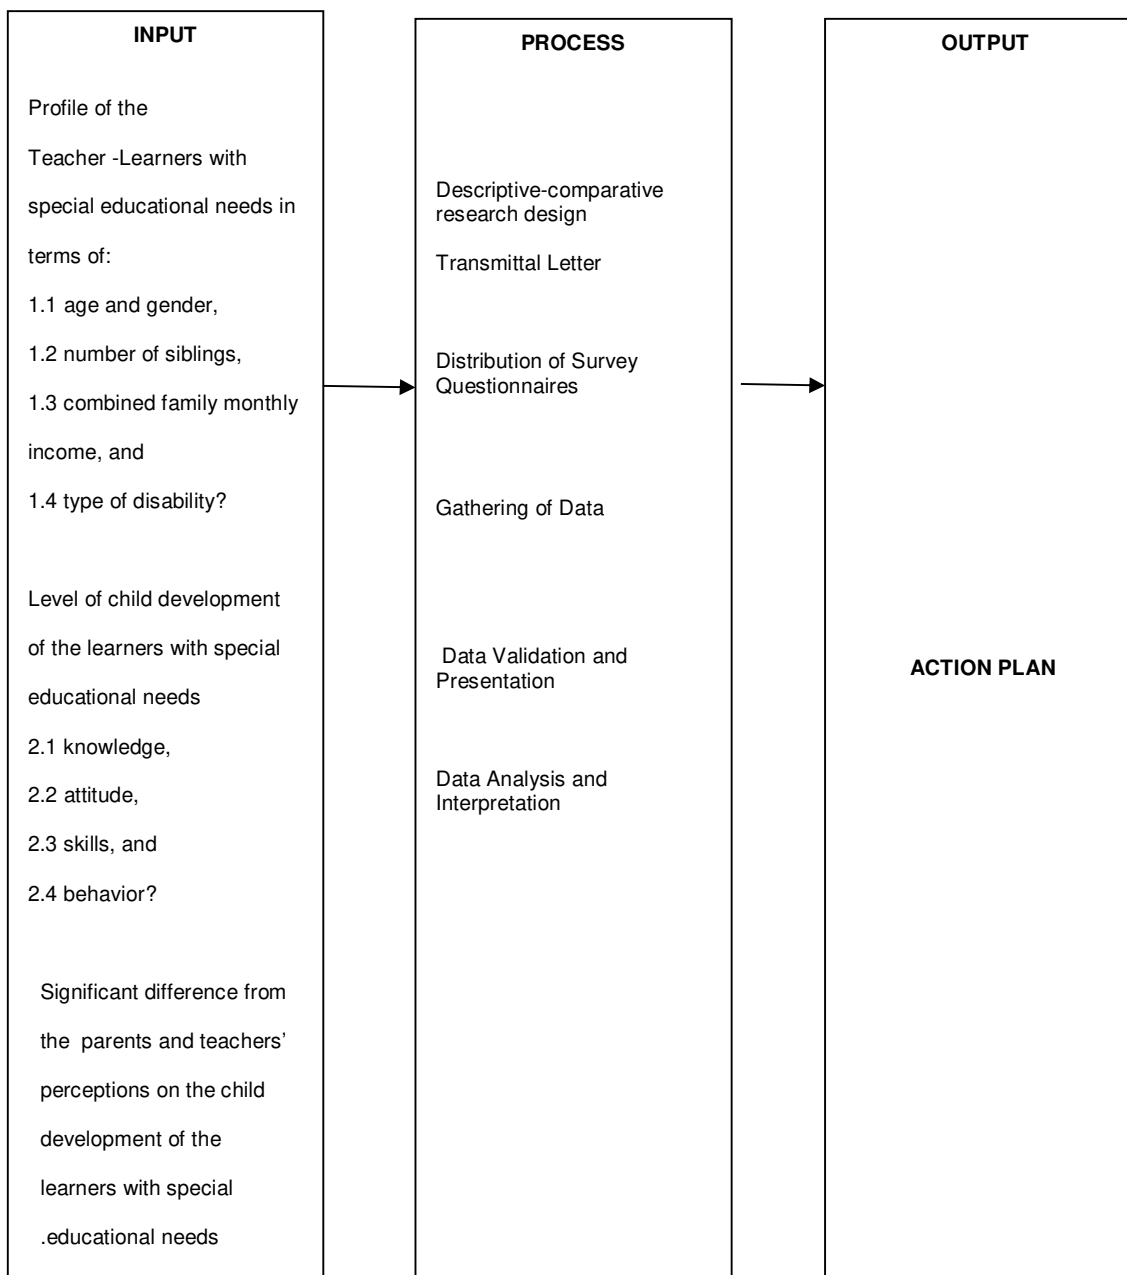 INPUT
Profile of the
Teacher -Learners with
special educational needs in
terms of:
1.1 age and gender,
1.2 number of siblings,
1.3 combined family monthly
income, and
1.4 type of disability?
Level of child development
of the learners with special
educational needs
2.1 knowledge,
2.2 attitude,
2.3 skills, and
2.4 behavior?
Significant difference from
the parents and teachers’
perceptions on the child
development of the
learners with special
.educational needs
PROCESS
Descriptive-comparative
research design
Transmittal Letter
Distribution of Survey
Questionnaires
Gathering of Data
Data Validation and
Presentation
Data Analysis and
Interpretation
OUTPUT
ACTION PLAN